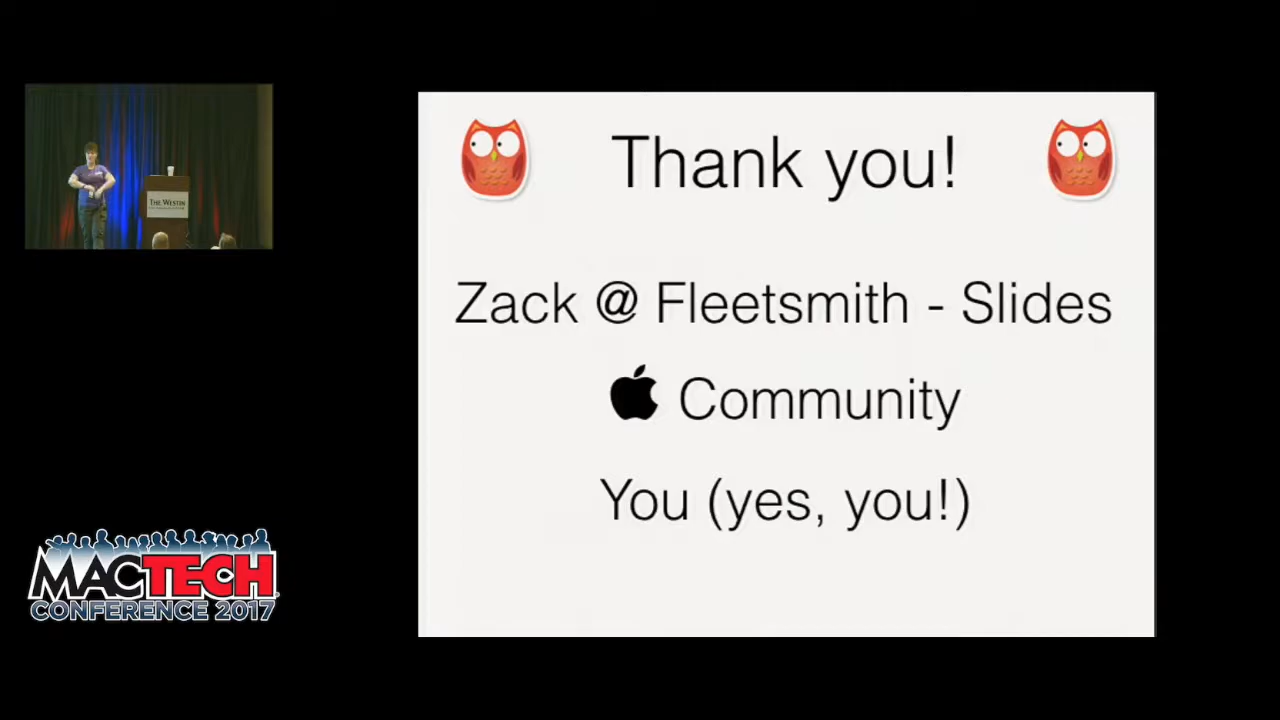 Thank you!
Zack @ Fleetsmith - Slides
Community
You (yes, you!)
THE WESTIN
MACTECH
CONFERENCE 2017